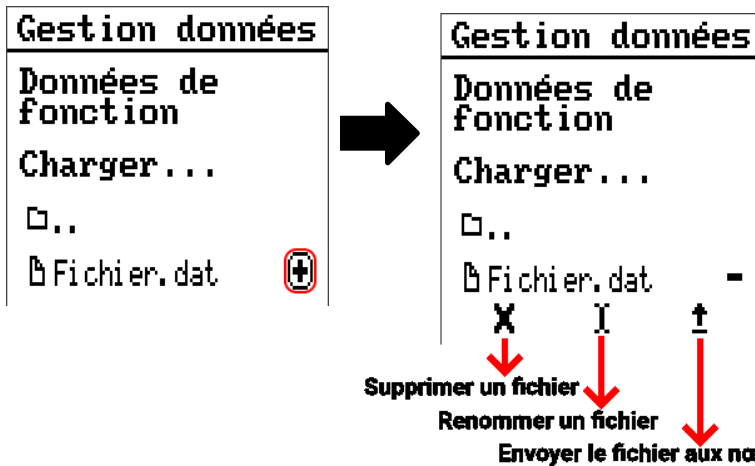 Gestion données
Données de
fonction
Charger...
..
Fichier.dat +
Gestion données
Données de
fonction
Charger...
..
Fichier.dat -
Supprimer un fichier
Renommer un fichier
Envoyer le fichier aux